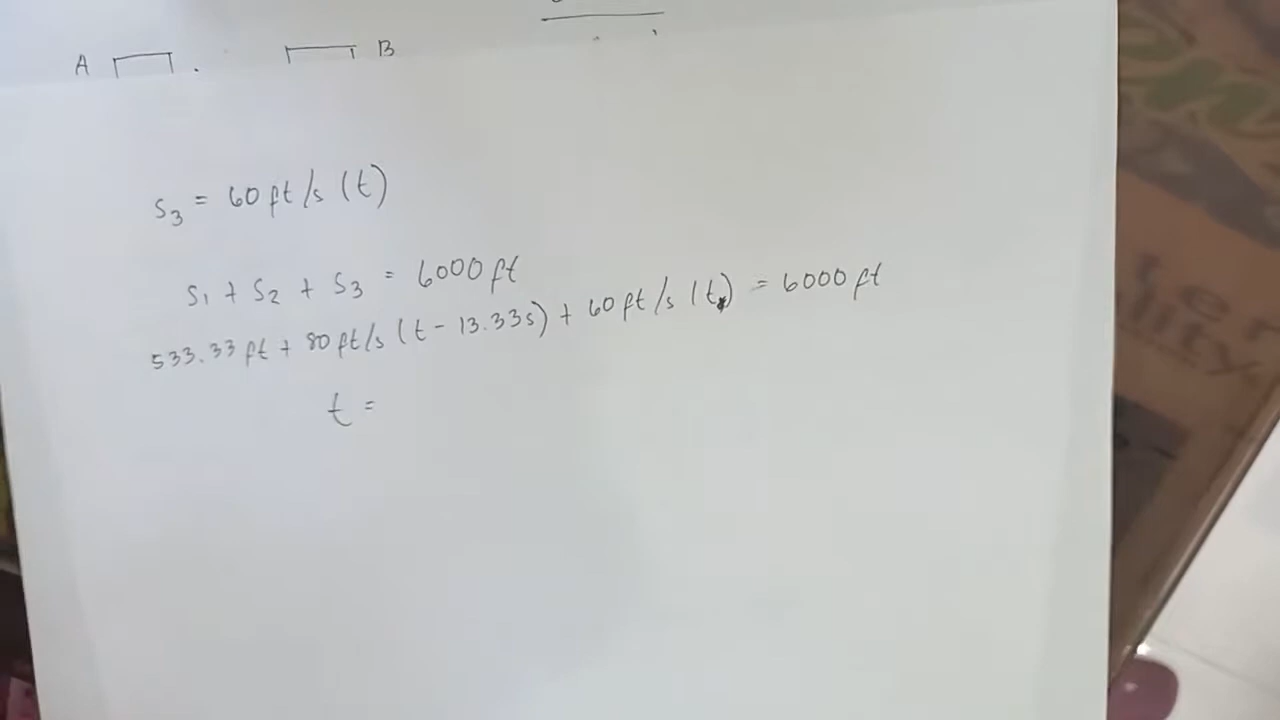 A B
S3 = 60 ft/s (t)
S1 + S2 + S3 = 6000 ft
533.33 ft + 80 ft/s (t - 13.33s) + 60 ft/s (t) = 6000 ft
t =